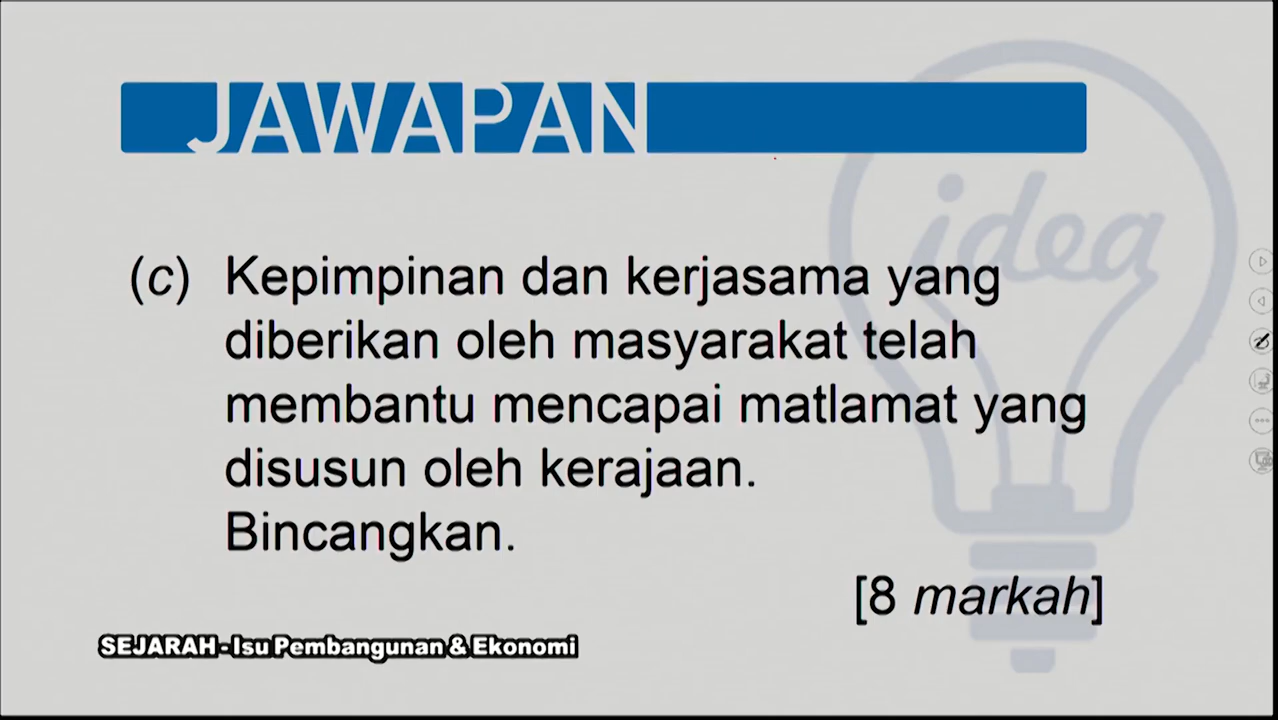 JAWAPAN
idea
(c) Kepimpinan dan kerjasama yang
diberikan oleh masyarakat telah
membantu mencapai matlamat yang
disusun oleh kerajaan.
Bincangkan.
[8 markah]
SEJARAH - Isu Pembangunan & Ekonomi